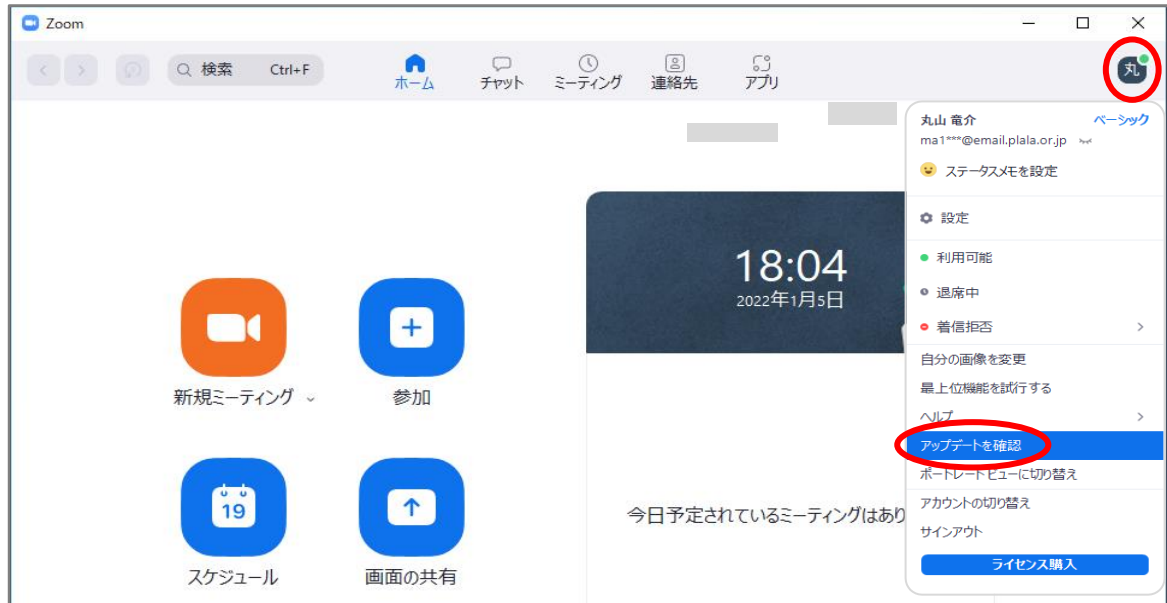 Zoom
検索 Ctrl+F
ホーム
チャット
ミーティング
連絡先
アプリ
丸
丸山 竜介 ベーシック
ma1***@email.plala.or.jp
ステータスメモを設定
設定
利用可能
退席中
着信拒否
自分の画像を変更
最上位機能を試行する
ヘルプ
アップデートを確認
ポートレートビューに切り替え
アカウントの切り替え
サインアウト
ライセンス購入
18:04
2022年1月5日
新規ミーティング
参加
19
スケジュール
画面の共有
今日予定されているミーティングはあり